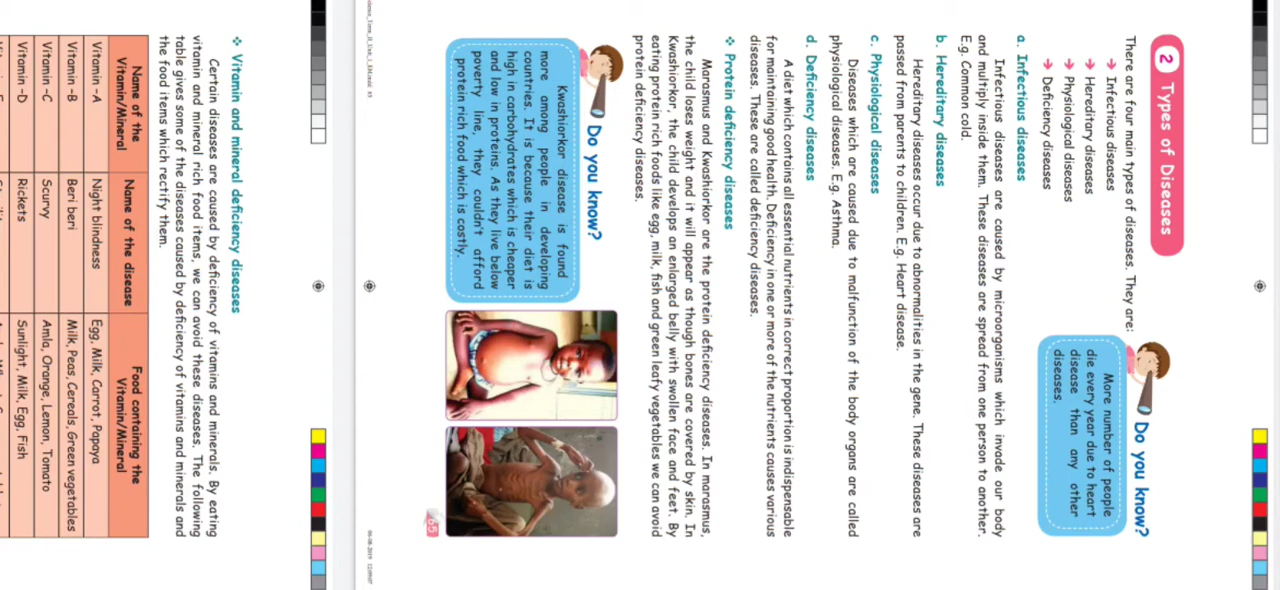 2 Types of Diseases
There are four main types of diseases. They are:
➔ Infectious diseases
➔ Hereditary diseases
➔ Physiological diseases
➔ Deficiency diseases
Do you know?
More number of people
die every year due to heart
disease than any other
diseases.
a. Infectious diseases
Infectious diseases are caused by microorganisms which invade our body
and multiply inside them. These diseases are spread from one person to another.
E.g. Common cold.
b. Hereditary diseases
Hereditary diseases occur due to abnormalities in the gene. These diseases are
passed from parents to children. E.g. Heart disease.
c. Physiological diseases
Diseases which are caused due to malfunction of the body organs are called
physiological diseases. E.g. Asthma.
d. Deficiency diseases
A diet which contains all essential nutrients in correct proportion is indispensable
for maintaining good health. Deficiency in one or more of the nutrients causes various
diseases. These are called deficiency diseases.
❖ Protein deficiency diseases
Marasmus and Kwashiorkor are the protein deficiency diseases. In marasmus,
the child loses weight and it will appear as though bones are covered by skin. In
Kwashiorkor, the child develops an enlarged belly with swollen face and feet. By
eating protein rich foods like egg, milk, fish and green leafy vegetables we can avoid
protein deficiency diseases.
Do you know?
Kwashiorkor disease is found
more among people in developing
countries. It is because their diet is
high in carbohydrates which is cheaper
and low in proteins. As they live below
poverty line, they couldn't afford
protein rich food which is costly.
06-08-2019 12:09:07
❖ Vitamin and mineral deficiency diseases
Certain diseases are caused by deficiency of vitamins and minerals. By eating
vitamin and mineral rich food items, we can avoid these diseases. The following
table gives some of the diseases caused by deficiency of vitamins and minerals and
the food items which rectify them.
Name of the Vitamin/Mineral Name of the disease Food containing the Vitamin/Mineral
Vitamin -A Night blindness Egg, Milk, Carrot, Papaya
Vitamin -B Beri beri Milk, Peas, Cereals, Green vegetables
Vitamin -C Scurvy Amla, Orange, Lemon, Tomato
Vitamin -D Rickets Sunlight, Milk, Egg, Fish